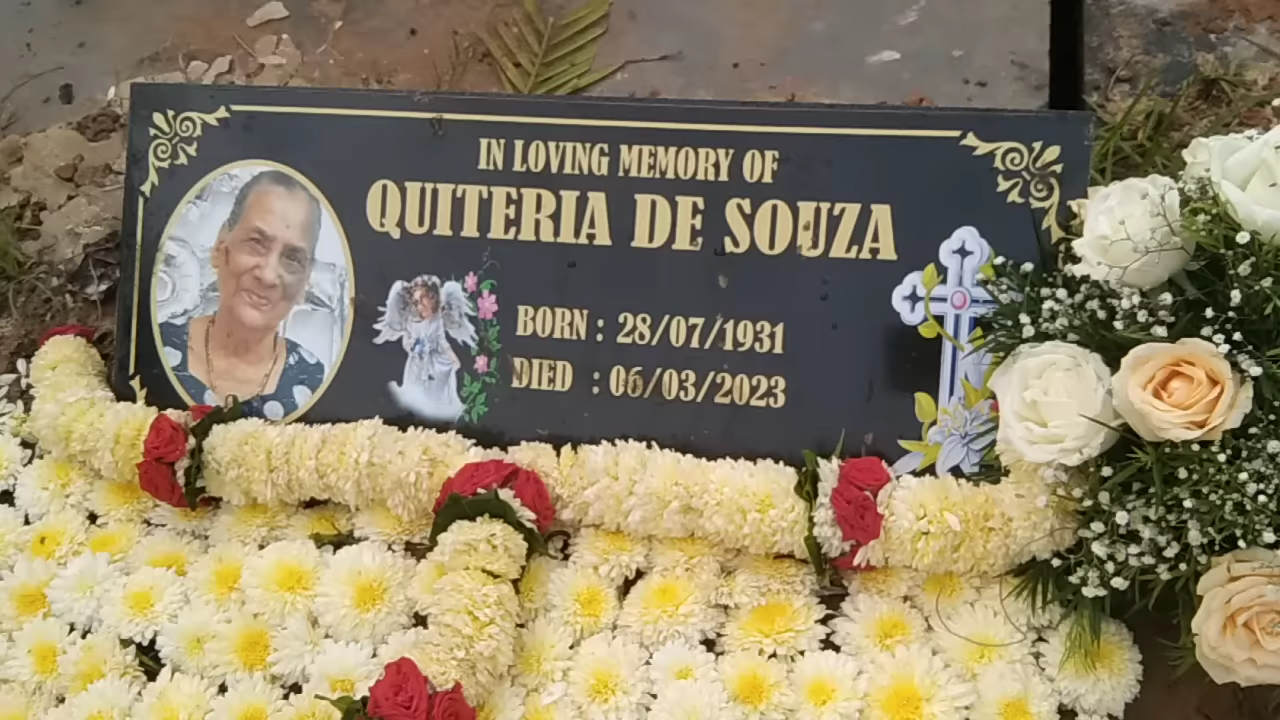 IN LOVING MEMORY OF
QUITERIA DE SOUZA
BORN : 28/07/1931
DIED : 06/03/2023